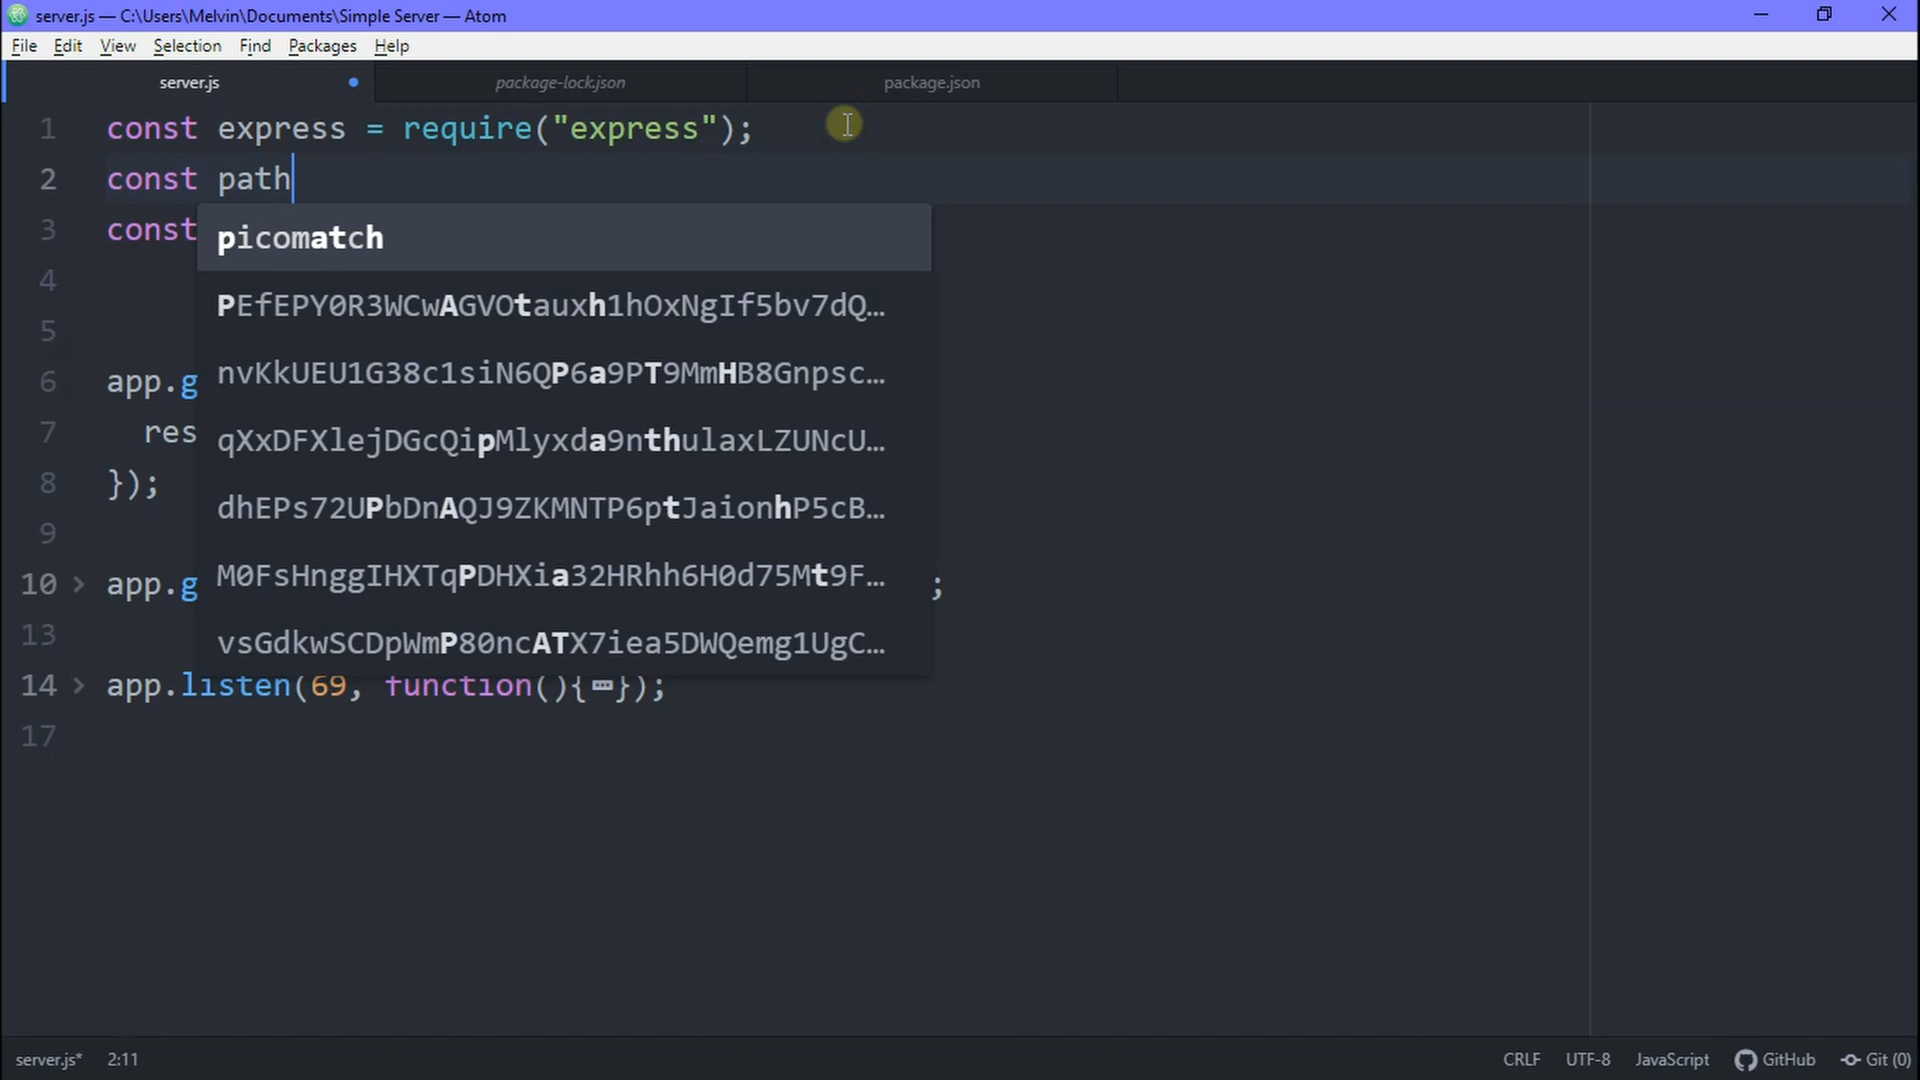 server.js — C:\Users\Melvin\Documents\Simple Server — Atom
File Edit View Selection Find Packages Help
server.js package-lock.json package.json
1 const express = require("express");
2 const path
3 const
picomatch
4
PEfEPY0R3WCwAGVOtauxh1hOxNgIf5bv7dQ…
5
6 app.g
nvKkUEU1G38c1siN6QP6a9PT9MmHB8Gnpsc…
7 res
qXxDFXlejDGcQipMlyxda9nthulaxLZUNcU…
8 });
dhEPs72UPbDnAQJ9ZKMNTP6ptJaionhP5cB…
9
10 app.g ;
M0FsHnggIHXTqPDHXia32HRhh6H0d75Mt9F…
13
vsGdkwSCDpWmP80ncATX7iea5DWQemg1UgC…
14 app.listen(69, function(){…});
17
server.js* 2:11 CRLF UTF-8 JavaScript GitHub Git (0)